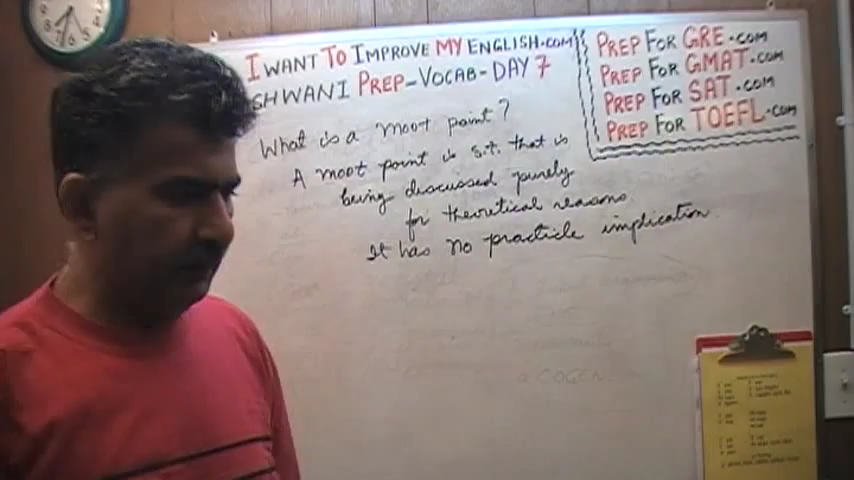 I WANT TO IMPROVE MY ENGLISH.COM
SHWANI PREP-VOCAB-DAY 7
PREP FOR GRE.COM
PREP FOR GMAT.COM
PREP FOR SAT.COM
PREP FOR TOEFL.COM
What is a moot point?
A moot point is s.t. that is
being discussed purely
for theoretical reasons.
It has no practicle implication.